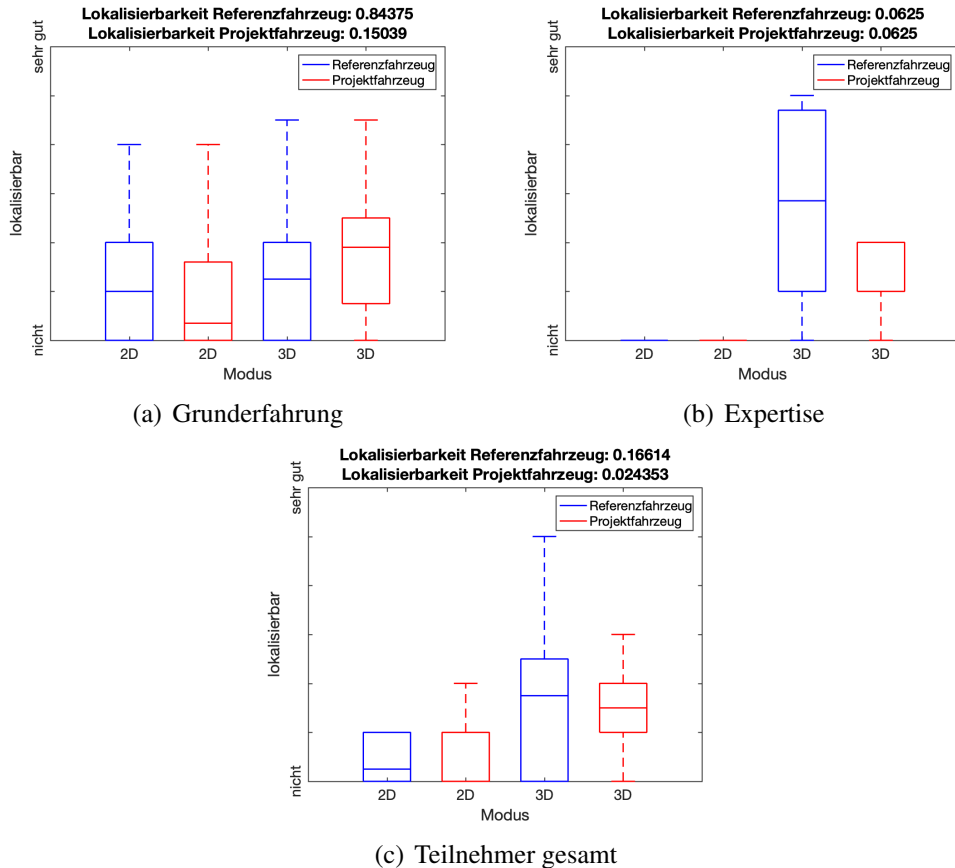 Lokalisierbarkeit Referenzfahrzeug: 0.84375
Lokalisierbarkeit Projektfahrzeug: 0.15039
sehr gut
lokalisierbar
nicht
Referenzfahrzeug
Projektfahrzeug
2D 2D 3D 3D
Modus
(a) Grunderfahrung
Lokalisierbarkeit Referenzfahrzeug: 0.0625
Lokalisierbarkeit Projektfahrzeug: 0.0625
sehr gut
lokalisierbar
nicht
Referenzfahrzeug
Projektfahrzeug
2D 2D 3D 3D
Modus
(b) Expertise
Lokalisierbarkeit Referenzfahrzeug: 0.16614
Lokalisierbarkeit Projektfahrzeug: 0.024353
sehr gut
lokalisierbar
nicht
Referenzfahrzeug
Projektfahrzeug
2D 2D 3D 3D
Modus
(c) Teilnehmer gesamt